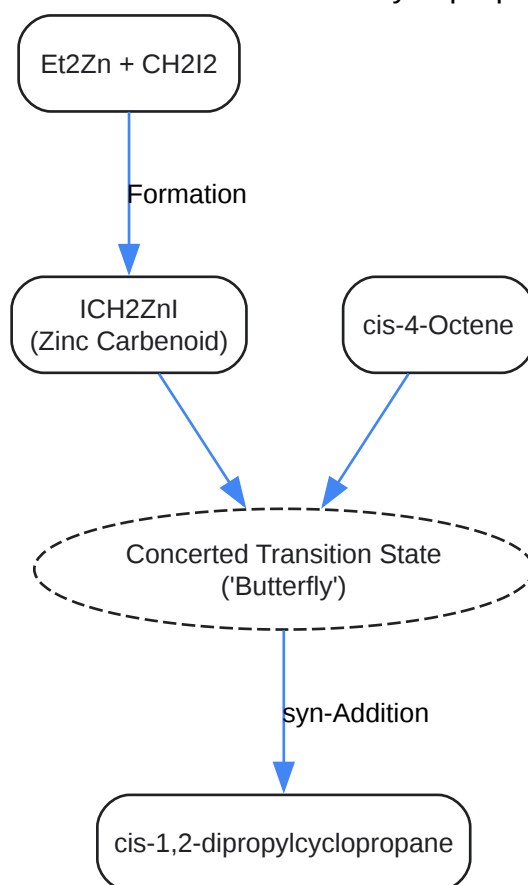 Et2Zn + CH2I2
Formation
ICH2ZnI
(Zinc Carbenoid)
cis-4-Octene
Concerted Transition State
('Butterfly')
syn-Addition
cis-1,2-dipropylcyclopropane